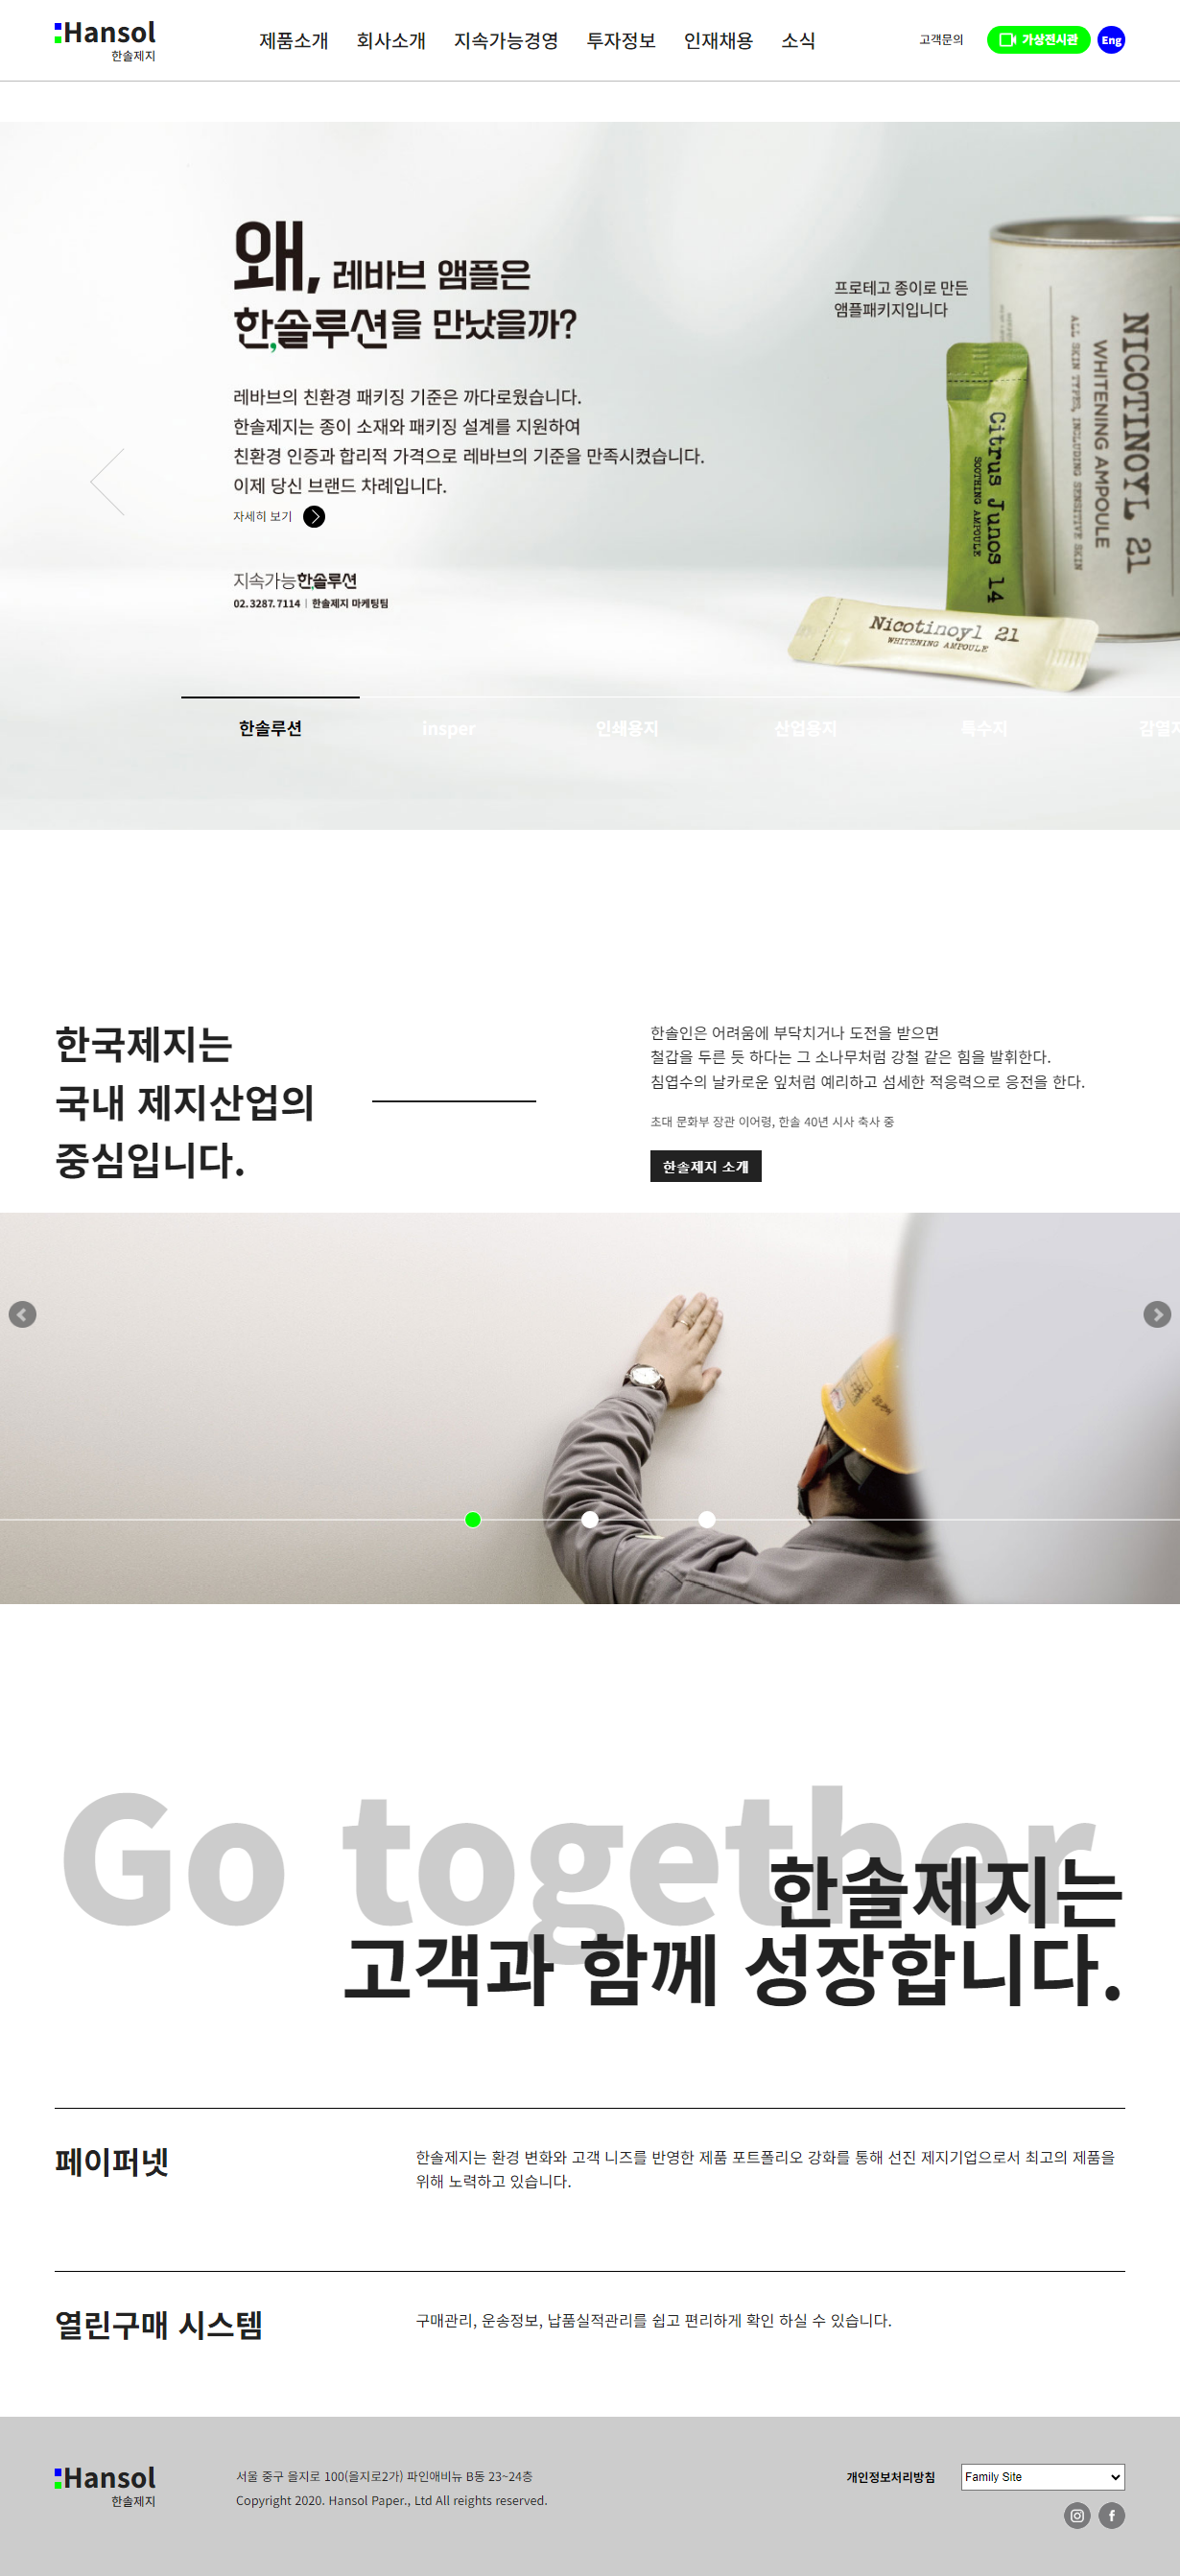 Hansol
한솔제지
제품소개 회사소개 지속가능경영 투자정보 인재채용 소식
고객문의 가상전시관 Eng
왜, 레바브 앰플은
한솔루션을 만났을까?
프로테고 종이로 만든
앰플패키지입니다
레바브의 친환경 패키징 기준은 까다로웠습니다.
한솔제지는 종이 소재와 패키징 설계를 지원하여
친환경 인증과 합리적 가격으로 레바브의 기준을 만족시켰습니다.
이제 당신 브랜드 차례입니다.
자세히 보기
지속가능한솔루션
02.3287.7114 | 한솔제지 마케팅팀
NICOTINOYL 21
WHITENING AMPOULE
ALL SKIN TYPES, INCLUDING SENSITIVE SKIN
Citrus Junos 14
SOOTHING AMPOULE
Nicotinoyl 21
WHITENING AMPOULE
한솔루션 insper 인쇄용지 산업용지 특수지 감열지
한국제지는
국내 제지산업의
중심입니다.
한솔인은 어려움에 부닥치거나 도전을 받으면
철갑을 두른 듯 하다는 그 소나무처럼 강철 같은 힘을 발휘한다.
침엽수의 날카로운 잎처럼 예리하고 섬세한 적응력으로 응전을 한다.
초대 문화부 장관 이어령, 한솔 40년 시사 축사 중
한솔제지 소개
Go together
한솔제지는
고객과 함께 성장합니다.
페이퍼넷
한솔제지는 환경 변화와 고객 니즈를 반영한 제품 포트폴리오 강화를 통해 선진 제지기업으로서 최고의 제품을
위해 노력하고 있습니다.
열린구매 시스템
구매관리, 운송정보, 납품실적관리를 쉽고 편리하게 확인 하실 수 있습니다.
Hansol
한솔제지
서울 중구 을지로 100(을지로2가) 파인애비뉴 B동 23~24층
Copyright 2020. Hansol Paper., Ltd All reights reserved.
개인정보처리방침
Family Site